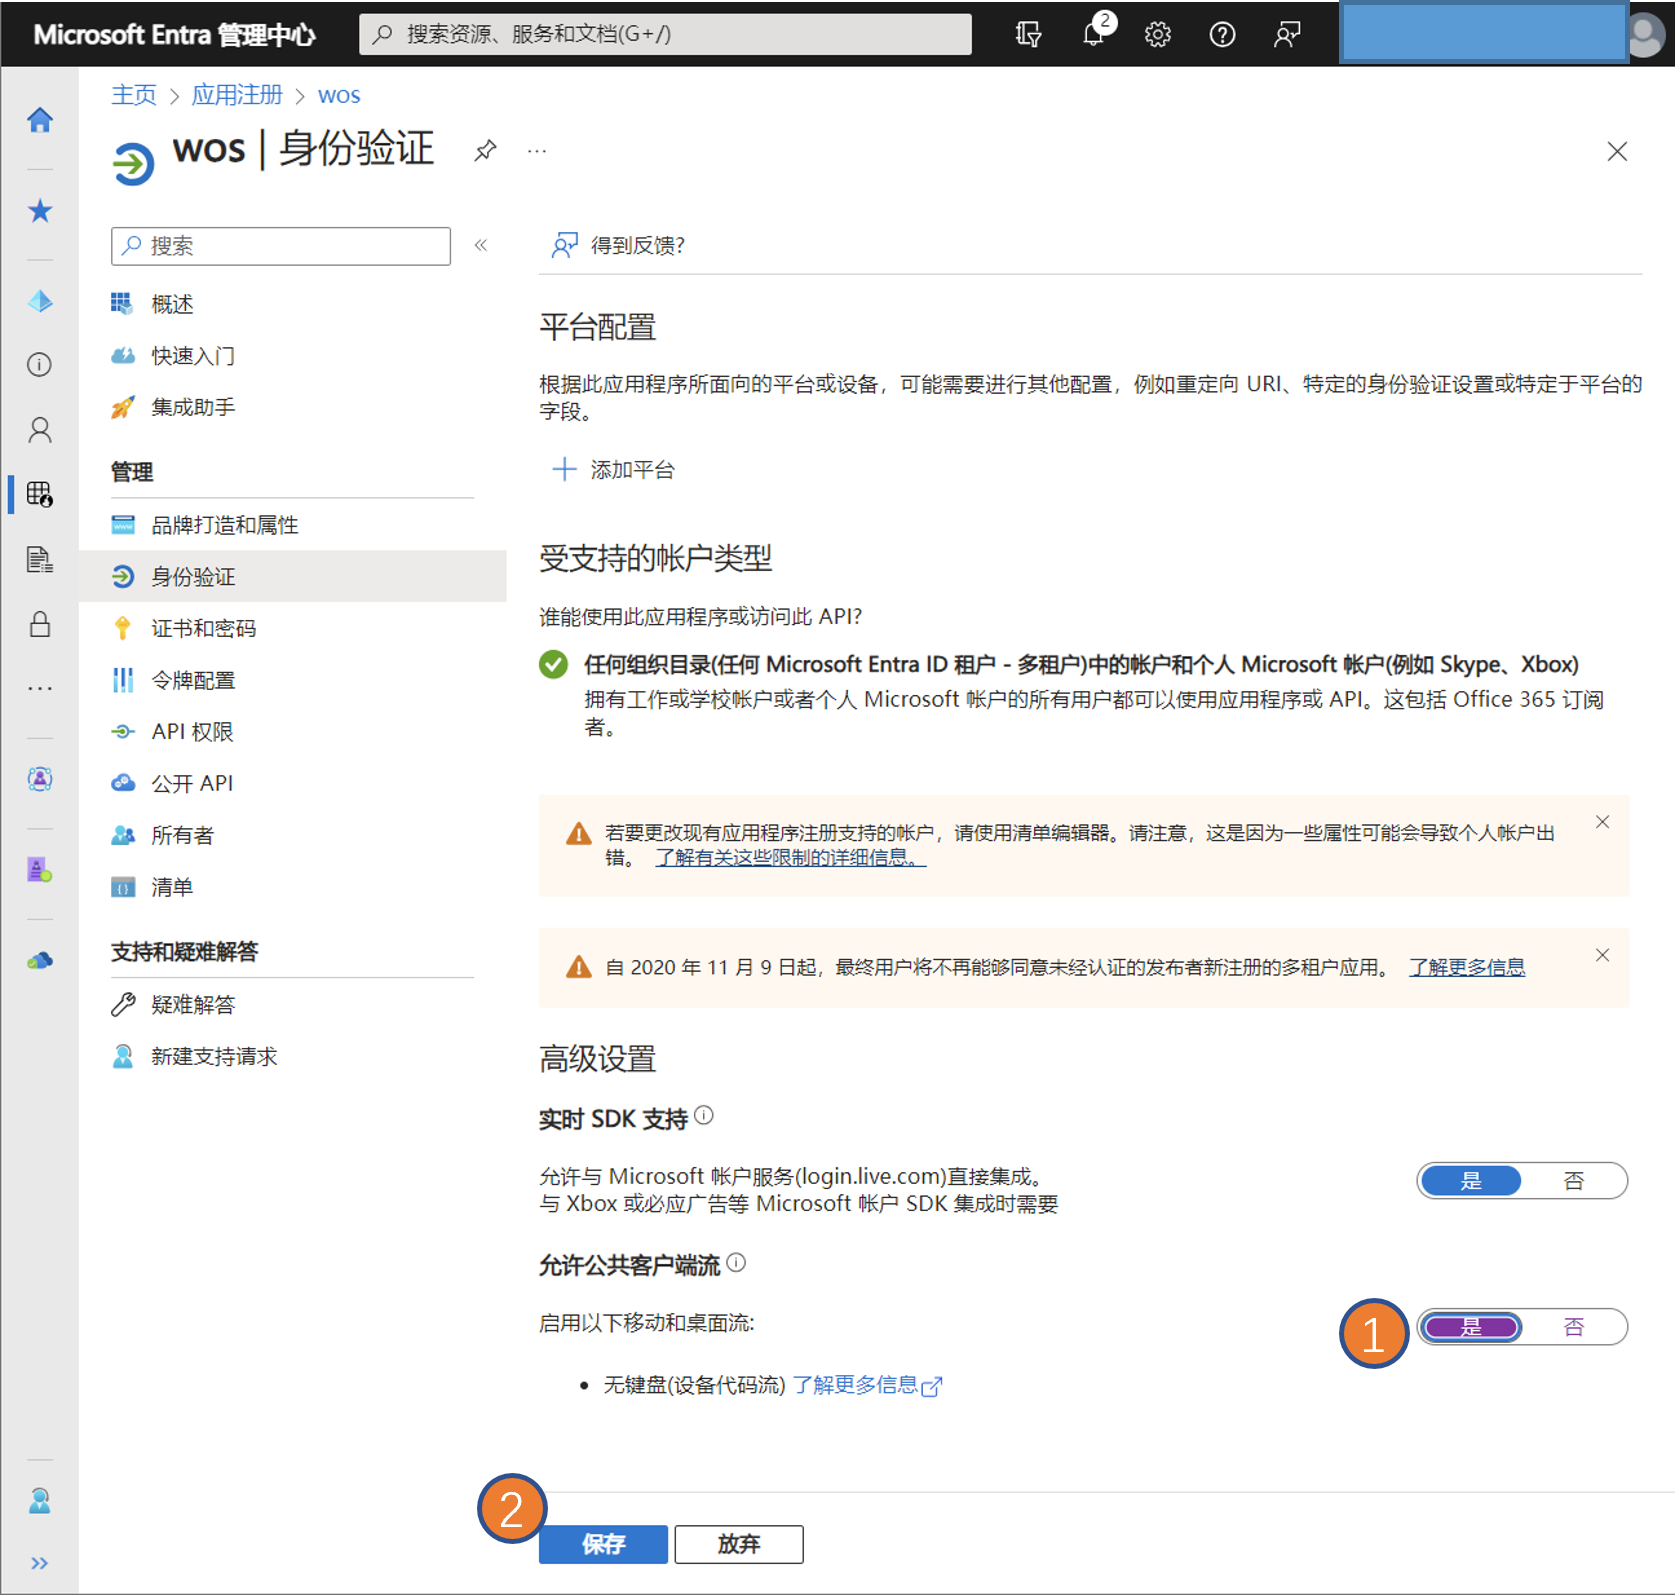 Microsoft Entra 管理中心
搜索资源、服务和文档(G+/)
2
主页 > 应用注册 > wos
wos | 身份验证
...
搜索
«
概述
快速入门
集成助手
管理
品牌打造和属性
身份验证
证书和密码
令牌配置
API 权限
公开 API
所有者
清单
支持和疑难解答
疑难解答
新建支持请求
得到反馈?
平台配置
根据此应用程序所面向的平台或设备，可能需要进行其他配置，例如重定向 URI、特定的身份验证设置或特定于平台的
字段。
添加平台
受支持的帐户类型
谁能使用此应用程序或访问此 API?
任何组织目录(任何 Microsoft Entra ID 租户 - 多租户)中的帐户和个人 Microsoft 帐户(例如 Skype、Xbox)
拥有工作或学校帐户或者个人 Microsoft 帐户的所有用户都可以使用应用程序或 API。这包括 Office 365 订阅
者。
若要更改现有应用程序注册支持的帐户，请使用清单编辑器。请注意，这是因为一些属性可能会导致个人帐户出
错。 了解有关这些限制的详细信息。
自 2020 年 11 月 9 日起，最终用户将不再能够同意未经认证的发布者新注册的多租户应用。 了解更多信息
高级设置
实时 SDK 支持
允许与 Microsoft 帐户服务(login.live.com)直接集成。
与 Xbox 或必应广告等 Microsoft 帐户 SDK 集成时需要
是 否
允许公共客户端流
启用以下移动和桌面流:
1 是 否
• 无键盘(设备代码流) 了解更多信息
2
保存 放弃